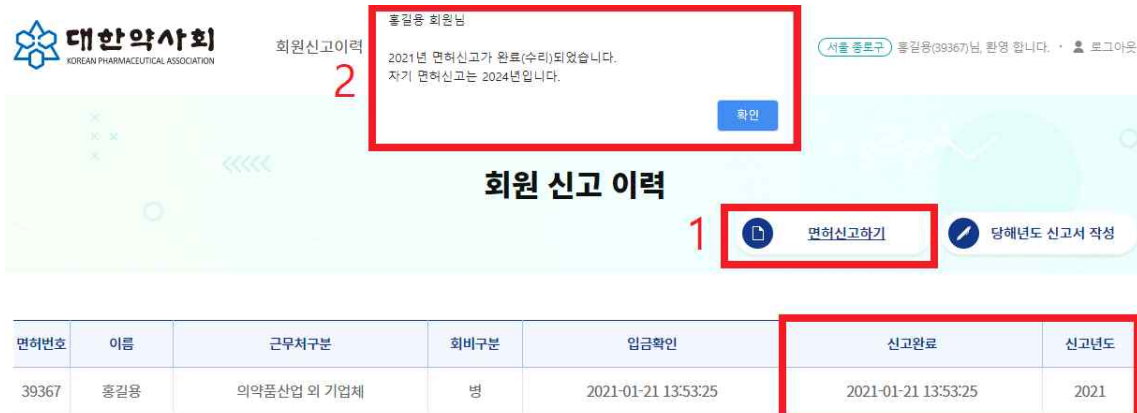 홍길용 회원님
대한약사회
KOREAN PHARMACEUTICAL ASSOCIATION
회원신고이력
2
2021년 면허신고가 완료(수리)되었습니다.
자기 면허신고는 2024년입니다.
확인
서울 종로구 홍길용(39367)님, 환영 합니다. · 로그아웃
회원 신고 이력
1
면허신고하기
당해년도 신고서 작성
면허번호 이름 근무처구분 회비구분 입금확인 신고완료 신고년도
39367 홍길용 의약품산업 외 기업체 병 2021-01-21 13:53:25 2021-01-21 13:53:25 2021